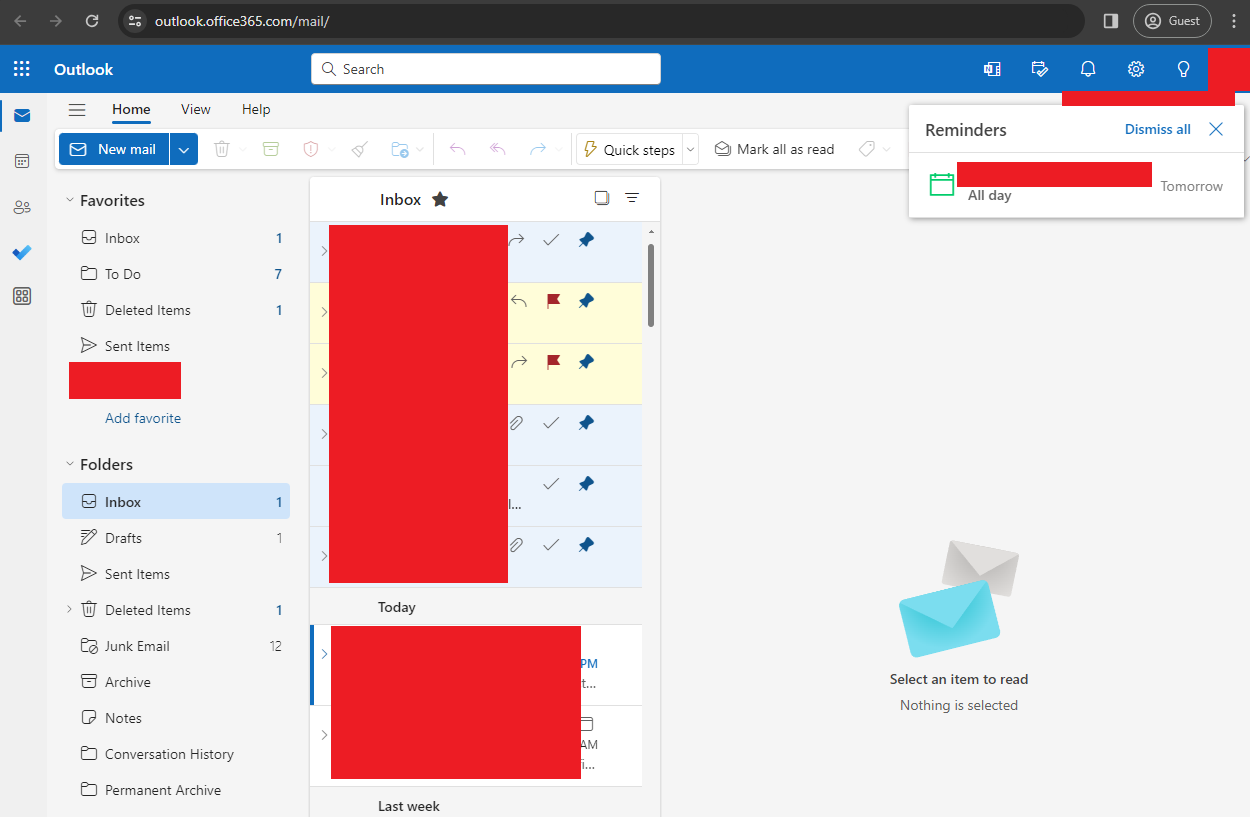 outlook.office365.com/mail/
Guest
Outlook
Search
Home View Help
New mail
Quick steps
Mark all as read
Reminders
Dismiss all
All day
Tomorrow
Favorites
Inbox 1
To Do 7
Deleted Items 1
Sent Items
Add favorite
Folders
Inbox 1
Drafts 1
Sent Items
Deleted Items 1
Junk Email 12
Archive
Notes
Conversation History
Permanent Archive
Inbox
l...
Today
PM
t...
AM
i...
Last week
Select an item to read
Nothing is selected